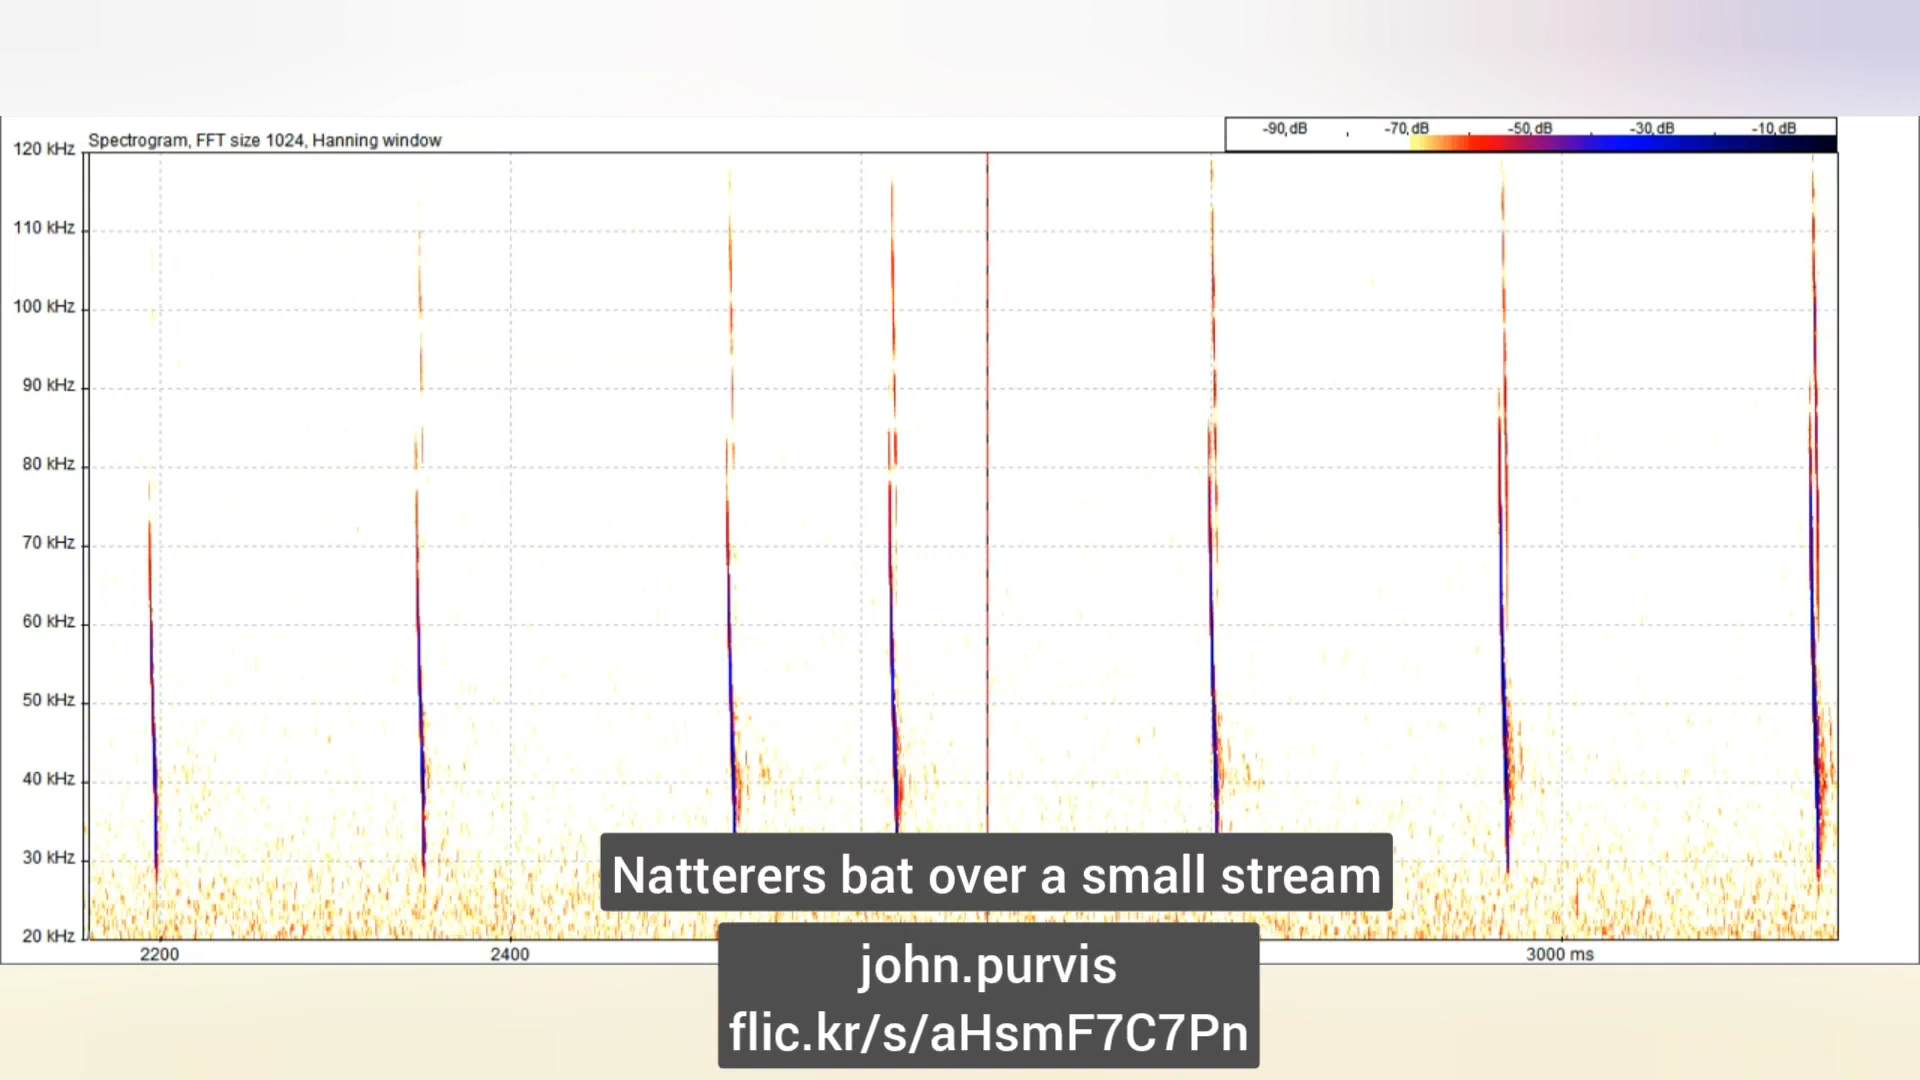 Spectrogram, FFT size 1024, Hanning window
-90,dB -70,dB -50,dB -30,dB -10,dB
120 kHz
110 kHz
100 kHz
90 kHz
80 kHz
70 kHz
60 kHz
50 kHz
40 kHz
30 kHz
20 kHz
2200 2400 3000 ms
Natterers bat over a small stream
john.purvis
flic.kr/s/aHsmF7C7Pn